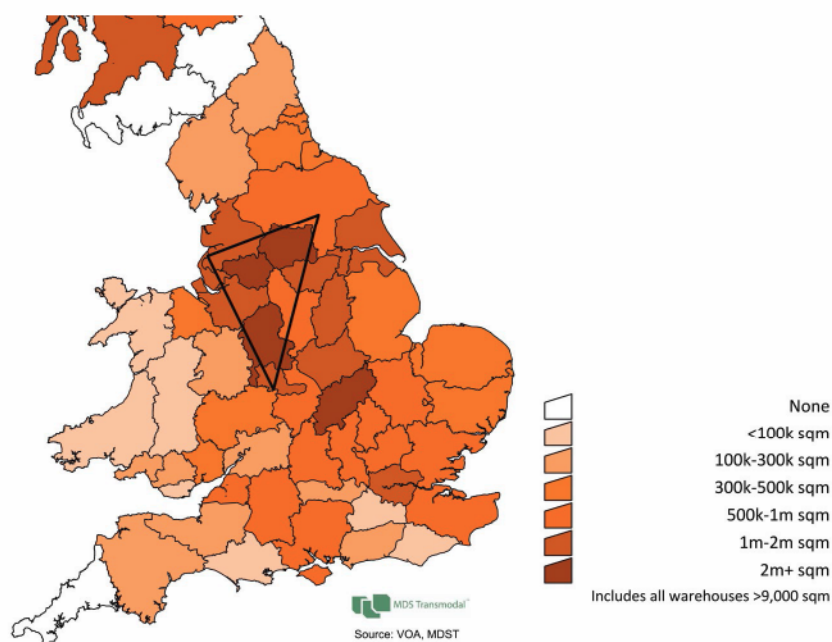 None
<100k sqm
100k-300k sqm
300k-500k sqm
500k-1m sqm
1m-2m sqm
2m+ sqm
Includes all warehouses >9,000 sqm
MDS Transmodal
Source: VOA, MDST